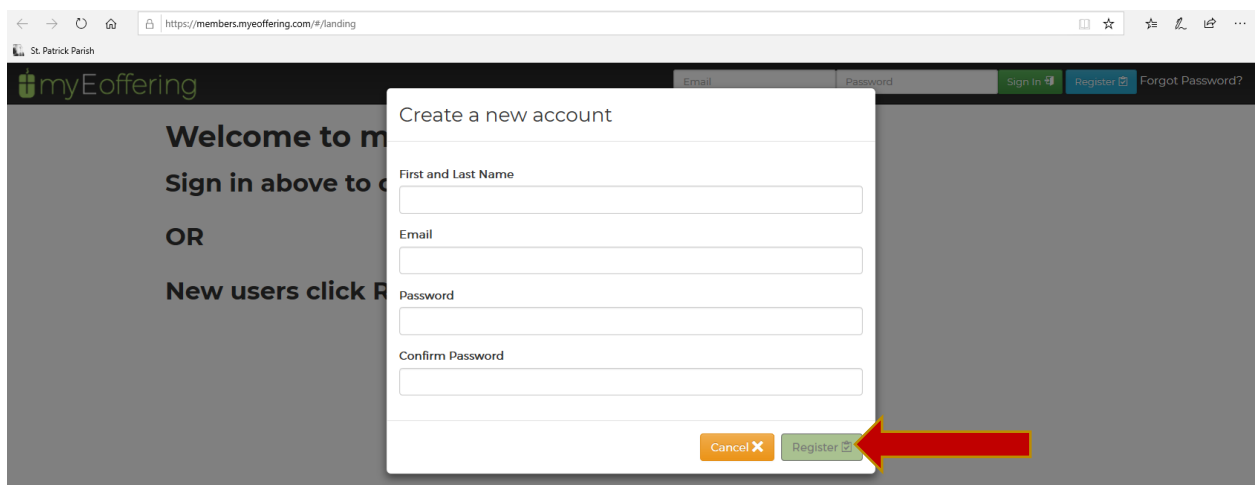 https://members.myeoffering.com/#/landing
St. Patrick Parish
myEoffering
Email Password Sign In Register Forgot Password?
Create a new account
Welcome to m
First and Last Name
Sign in above to c
Email
OR
New users click R
Password
Confirm Password
Cancel Register